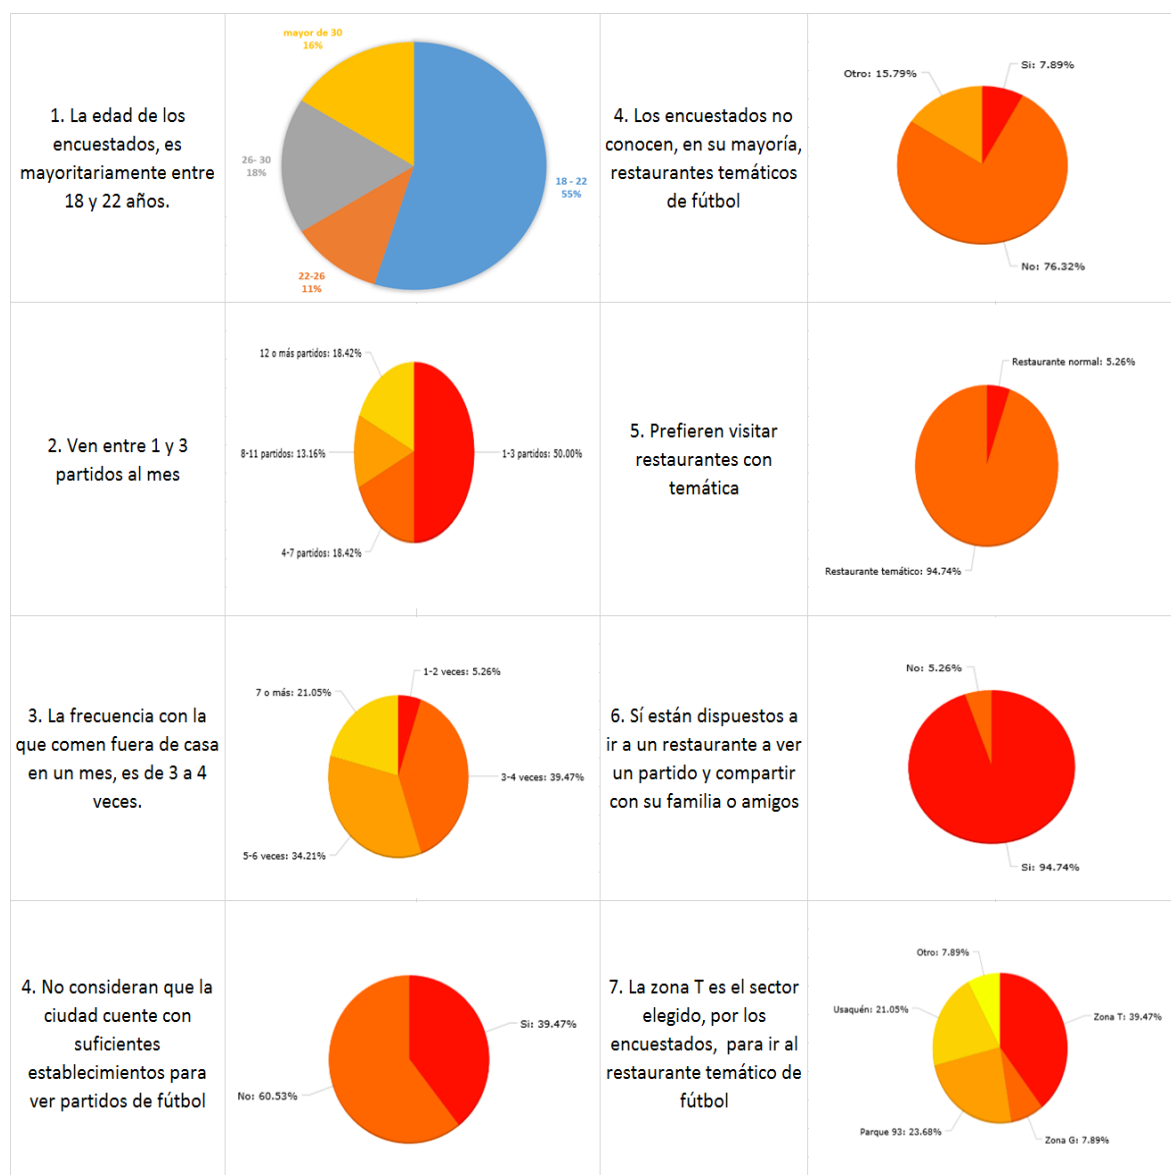 1. La edad de los
encuestados, es
mayoritariamente entre
18 y 22 años.
mayor de 30
16%
26- 30
18%
18 - 22
55%
22-26
11%
4. Los encuestados no
conocen, en su mayoría,
restaurantes temáticos
de fútbol
Otro: 15.79%
Si: 7.89%
No: 76.32%
2. Ven entre 1 y 3
partidos al mes
12 o más partidos: 18.42%
8-11 partidos: 13.16%
1-3 partidos: 50.00%
4-7 partidos: 18.42%
5. Prefieren visitar
restaurantes con
temática
Restaurante normal: 5.26%
Restaurante temático: 94.74%
3. La frecuencia con la
que comen fuera de casa
en un mes, es de 3 a 4
veces.
1-2 veces: 5.26%
7 o más: 21.05%
3-4 veces: 39.47%
5-6 veces: 34.21%
6. Sí están dispuestos a
ir a un restaurante a ver
un partido y compartir
con su familia o amigos
No: 5.26%
Si: 94.74%
4. No consideran que la
ciudad cuente con
suficientes
establecimientos para
ver partidos de fútbol
Si: 39.47%
No: 60.53%
7. La zona T es el sector
elegido, por los
encuestados,  para ir al
restaurante temático de
fútbol
Otro: 7.89%
Usaquén: 21.05%
Zona T: 39.47%
Parque 93: 23.68%
Zona G: 7.89%